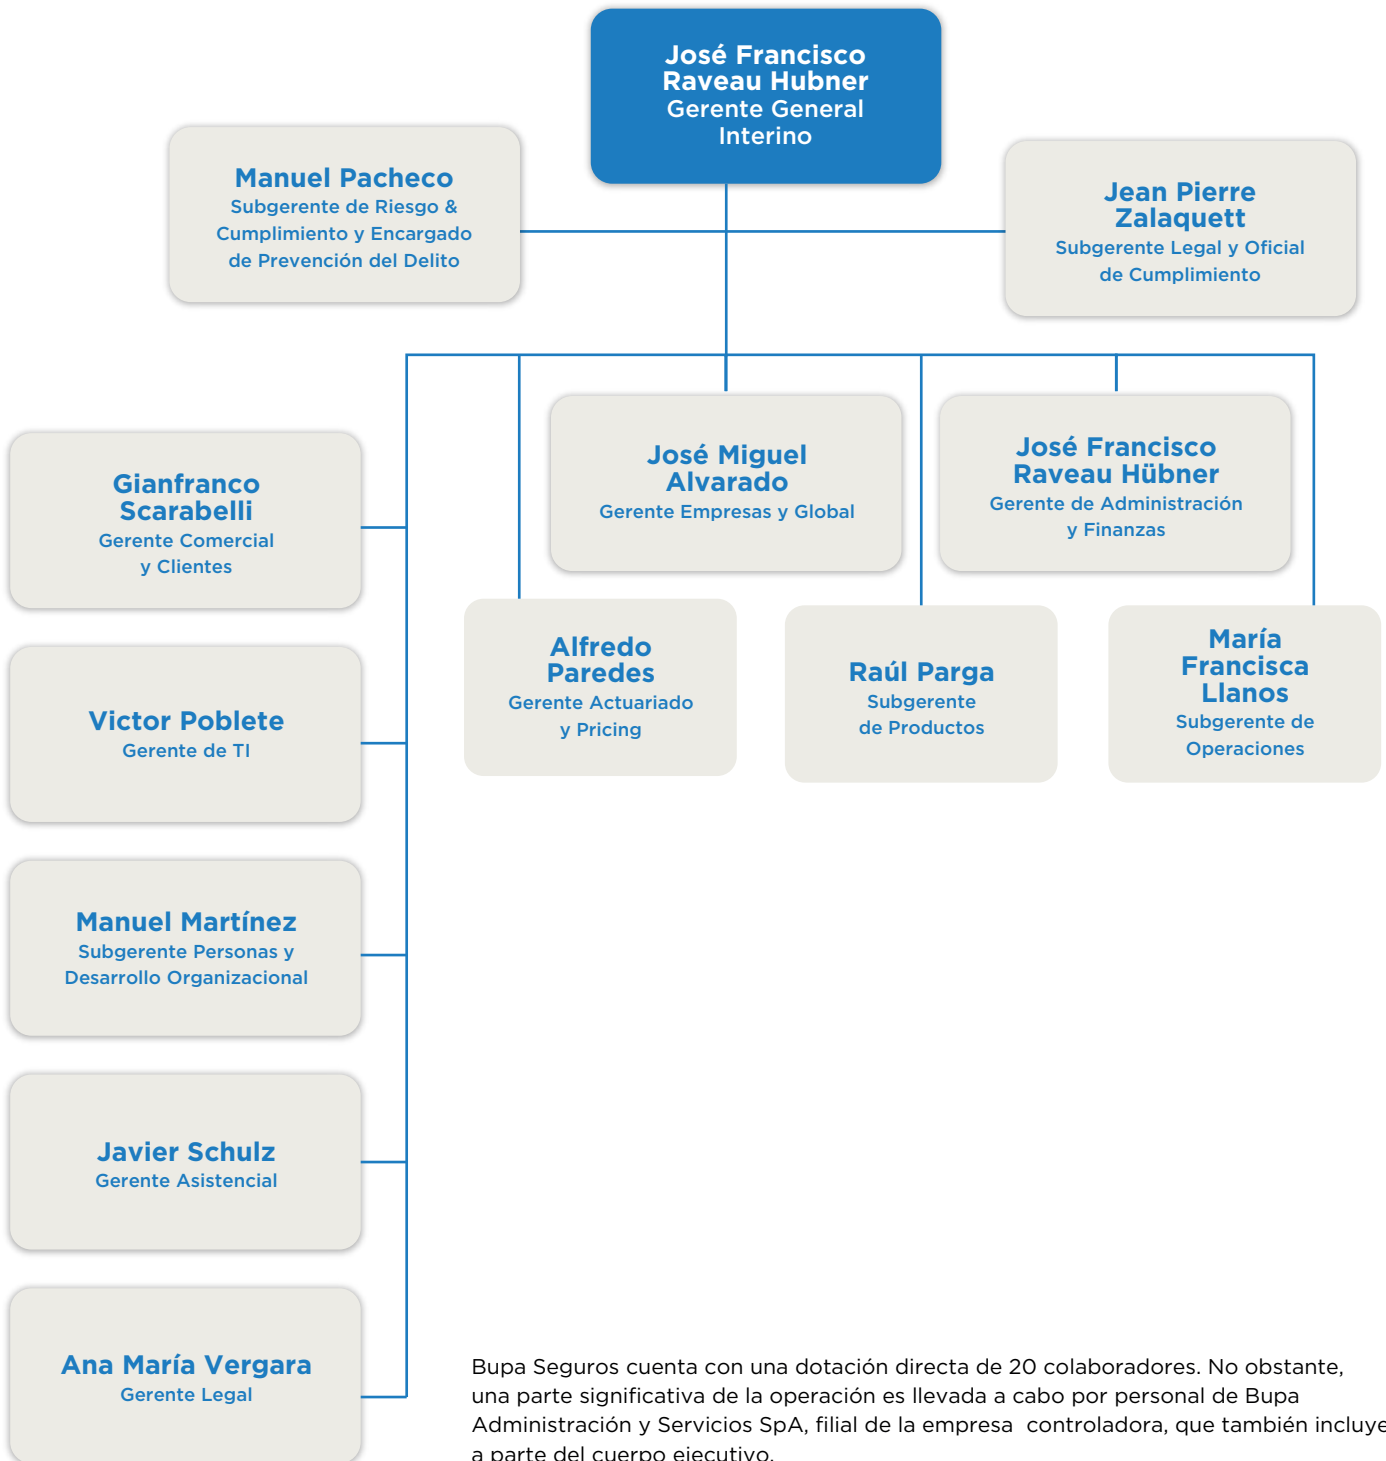 José Francisco
Raveau Hubner
Gerente General
Interino
Manuel Pacheco
Subgerente de Riesgo &
Cumplimiento y Encargado
de Prevención del Delito
Jean Pierre
Zalaquett
Subgerente Legal y Oficial
de Cumplimiento
José Miguel
Alvarado
Gerente Empresas y Global
José Francisco
Raveau Hübner
Gerente de Administración
y Finanzas
Gianfranco
Scarabelli
Gerente Comercial
y Clientes
Alfredo
Paredes
Gerente Actuariado
y Pricing
Raúl Parga
Subgerente
de Productos
María
Francisca
Llanos
Subgerente de
Operaciones
Victor Poblete
Gerente de TI
Manuel Martínez
Subgerente Personas y
Desarrollo Organizacional
Javier Schulz
Gerente Asistencial
Ana María Vergara
Gerente Legal
Bupa Seguros cuenta con una dotación directa de 20 colaboradores. No obstante,
una parte significativa de la operación es llevada a cabo por personal de Bupa
Administración y Servicios SpA, filial de la empresa controladora, que también incluye
a parte del cuerpo ejecutivo.